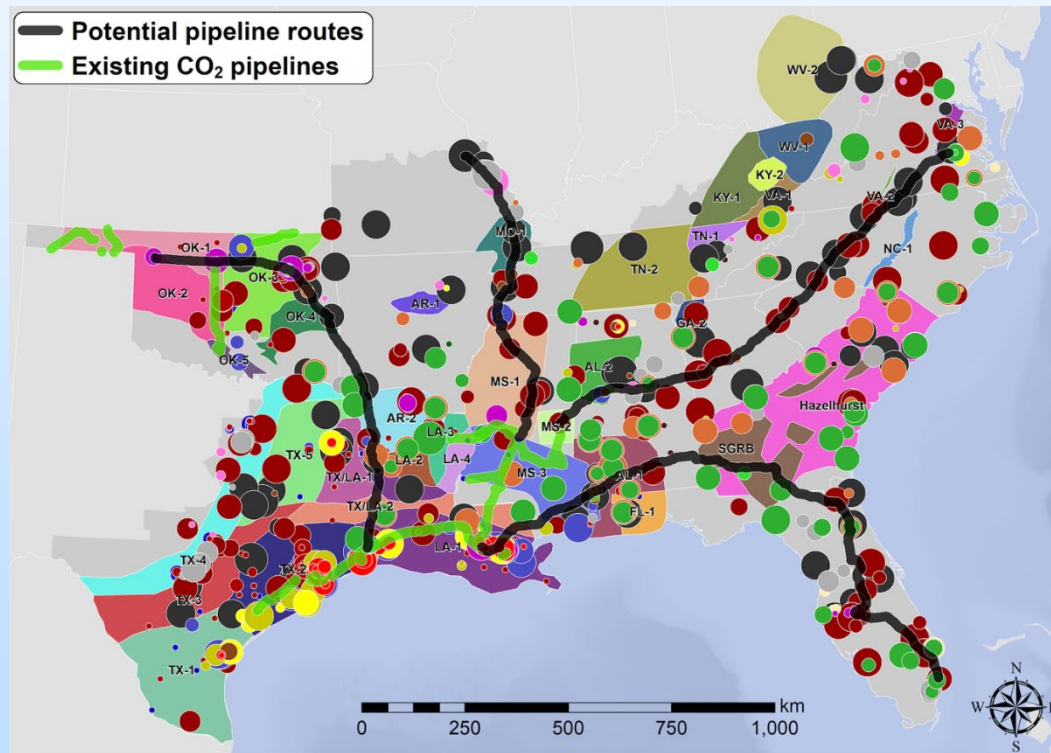 Potential pipeline routes
Existing CO₂ pipelines
WV-2
VA-3
WV-1
KY-2
KY-1
VA-1
VA-2
TN-1
NC-1
MO-1
OK-1
OK-3
OK-2
TN-2
AR-1
OK-4
GA-2
OK-5
AL-2
MS-1
Hazelhurst
AR-2
LA-3
MS-2
SGRB
TX-5
LA-2
LA-4
TX/LA-1
MS-3
AL-1
TX/LA-2
FL-1
LA-1
TX-4
TX-2
TX-3
TX-1
km
0 250 500 750 1,000
N
W
S